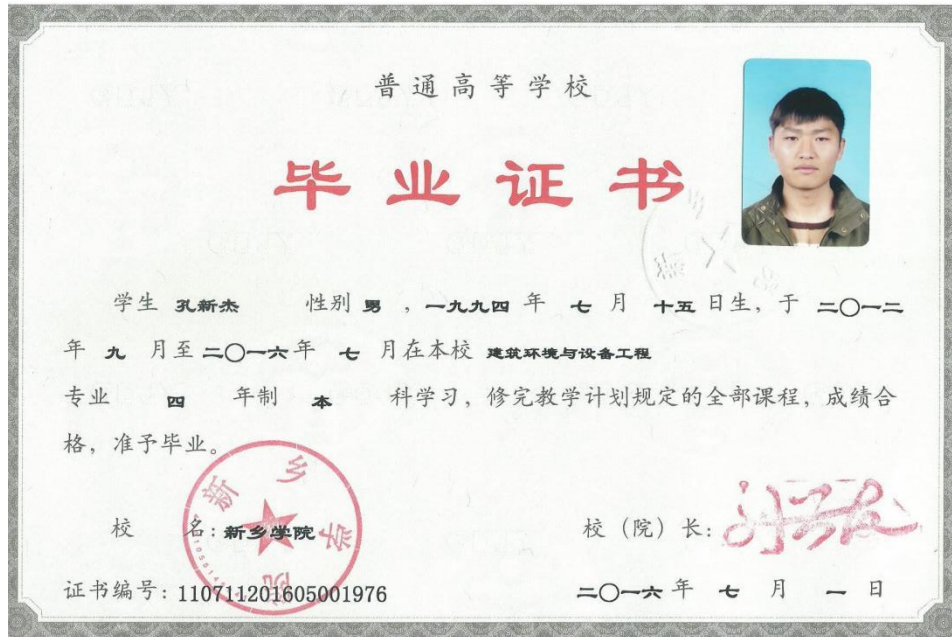 普通高等学校
毕业证书
学生 孔新杰 性别 男 ，一九九四 年 七 月 十五 日生，于 二〇一二
年 九 月至 二〇一六 年 七 月在本校 建筑环境与设备工程
专业 四 年制 本 科学习，修完教学计划规定的全部课程，成绩合
格，准予毕业。
新乡学院
校 名：新乡学院 校（院）长：
证书编号：110711201605001976 二〇一六 年 七 月 一 日